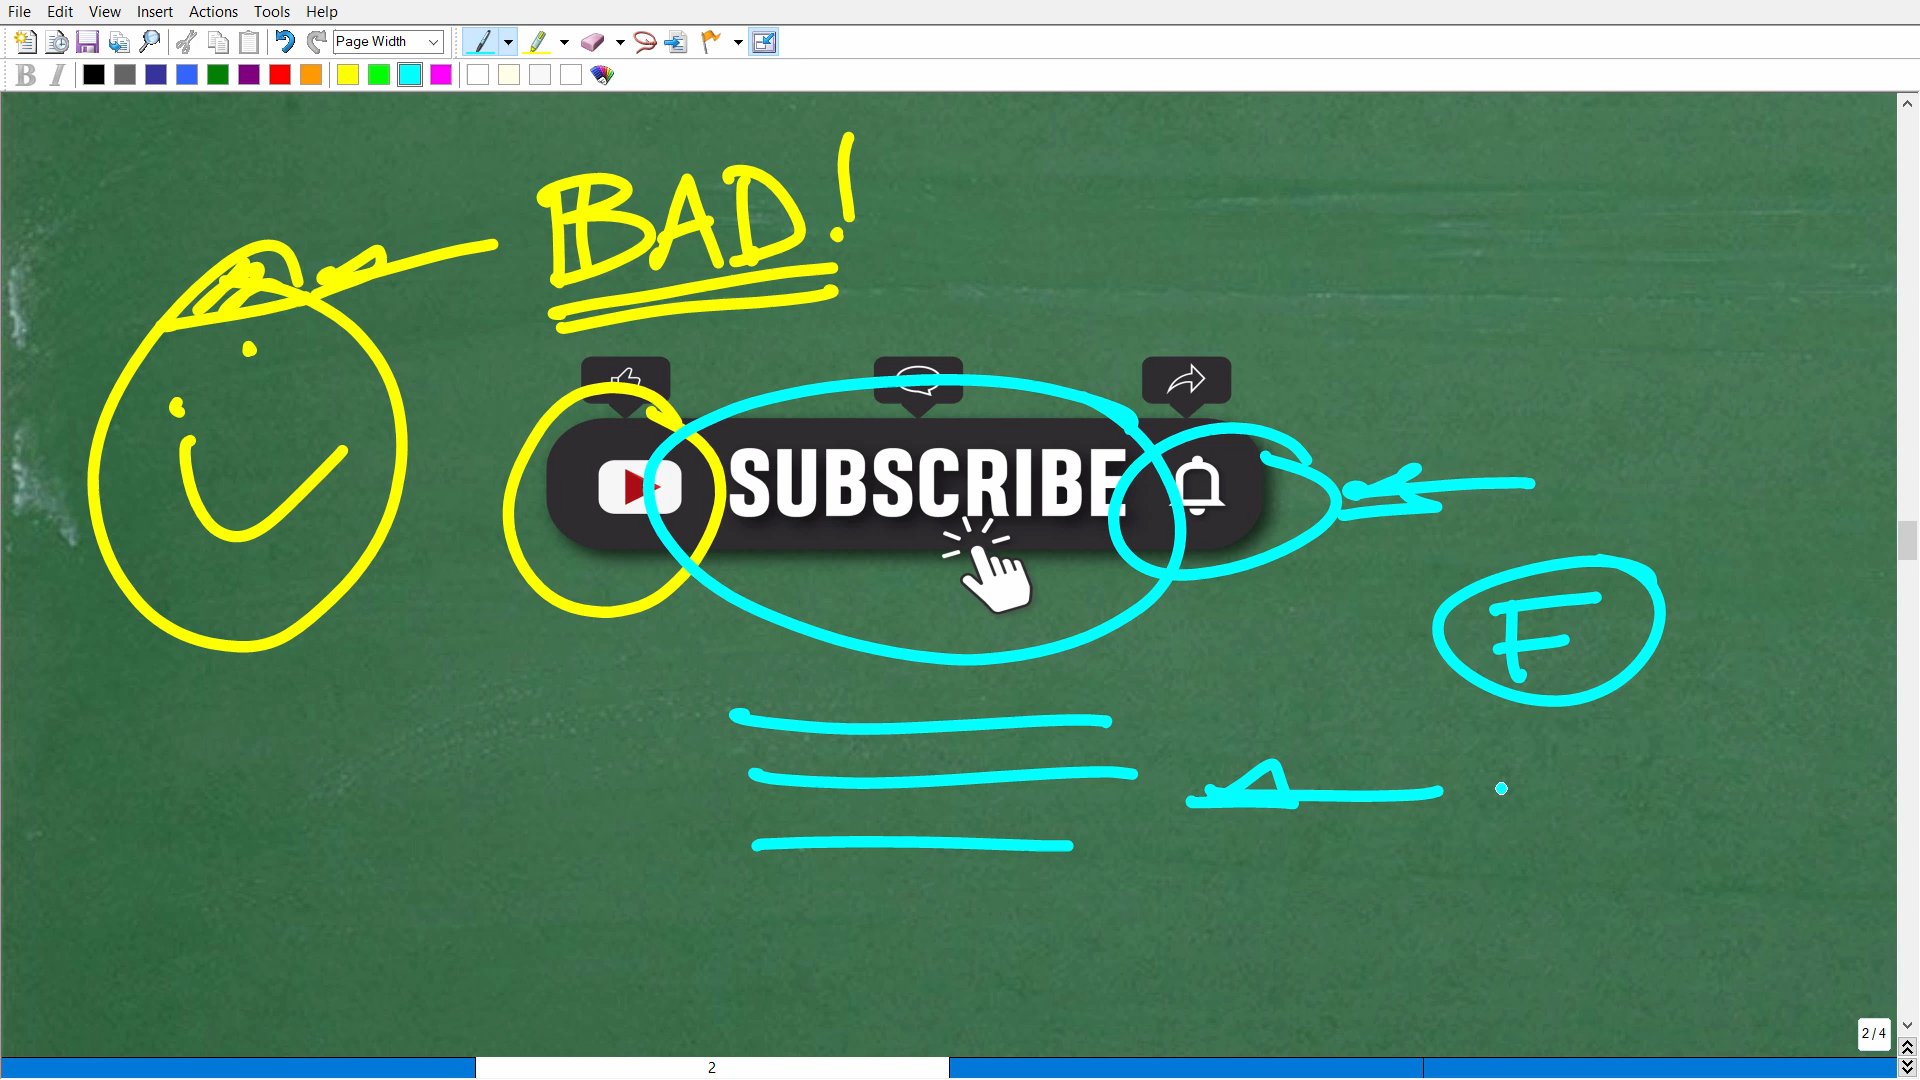 File Edit View Insert Actions Tools Help
Page Width
B I
BAD!
SUBSCRIBE
F
2 / 4
2